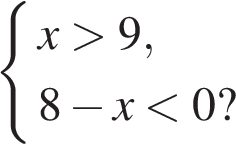 x > 9,
8 − x < 0?